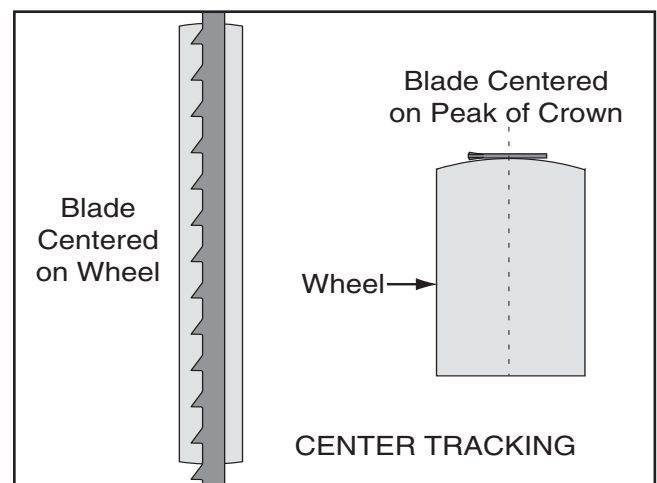 Blade Centered
on Peak of Crown
Blade
Centered
on Wheel
Wheel
CENTER TRACKING